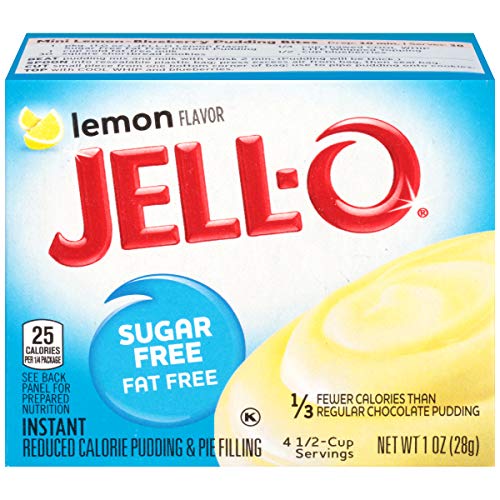 Mini Lemon-Blueberry Pudding Bites
lemon FLAVOR
JELL-O®
25
CALORIES
PER 1/4 PACKAGE
SUGAR
FREE
FAT FREE
SEE BACK
PANEL FOR
PREPARED
NUTRITION
1/3 FEWER CALORIES THAN
REGULAR CHOCOLATE PUDDING
K
INSTANT
REDUCED CALORIE PUDDING & PIE FILLING
4 1/2-Cup
Servings
NET WT 1 OZ (28g)